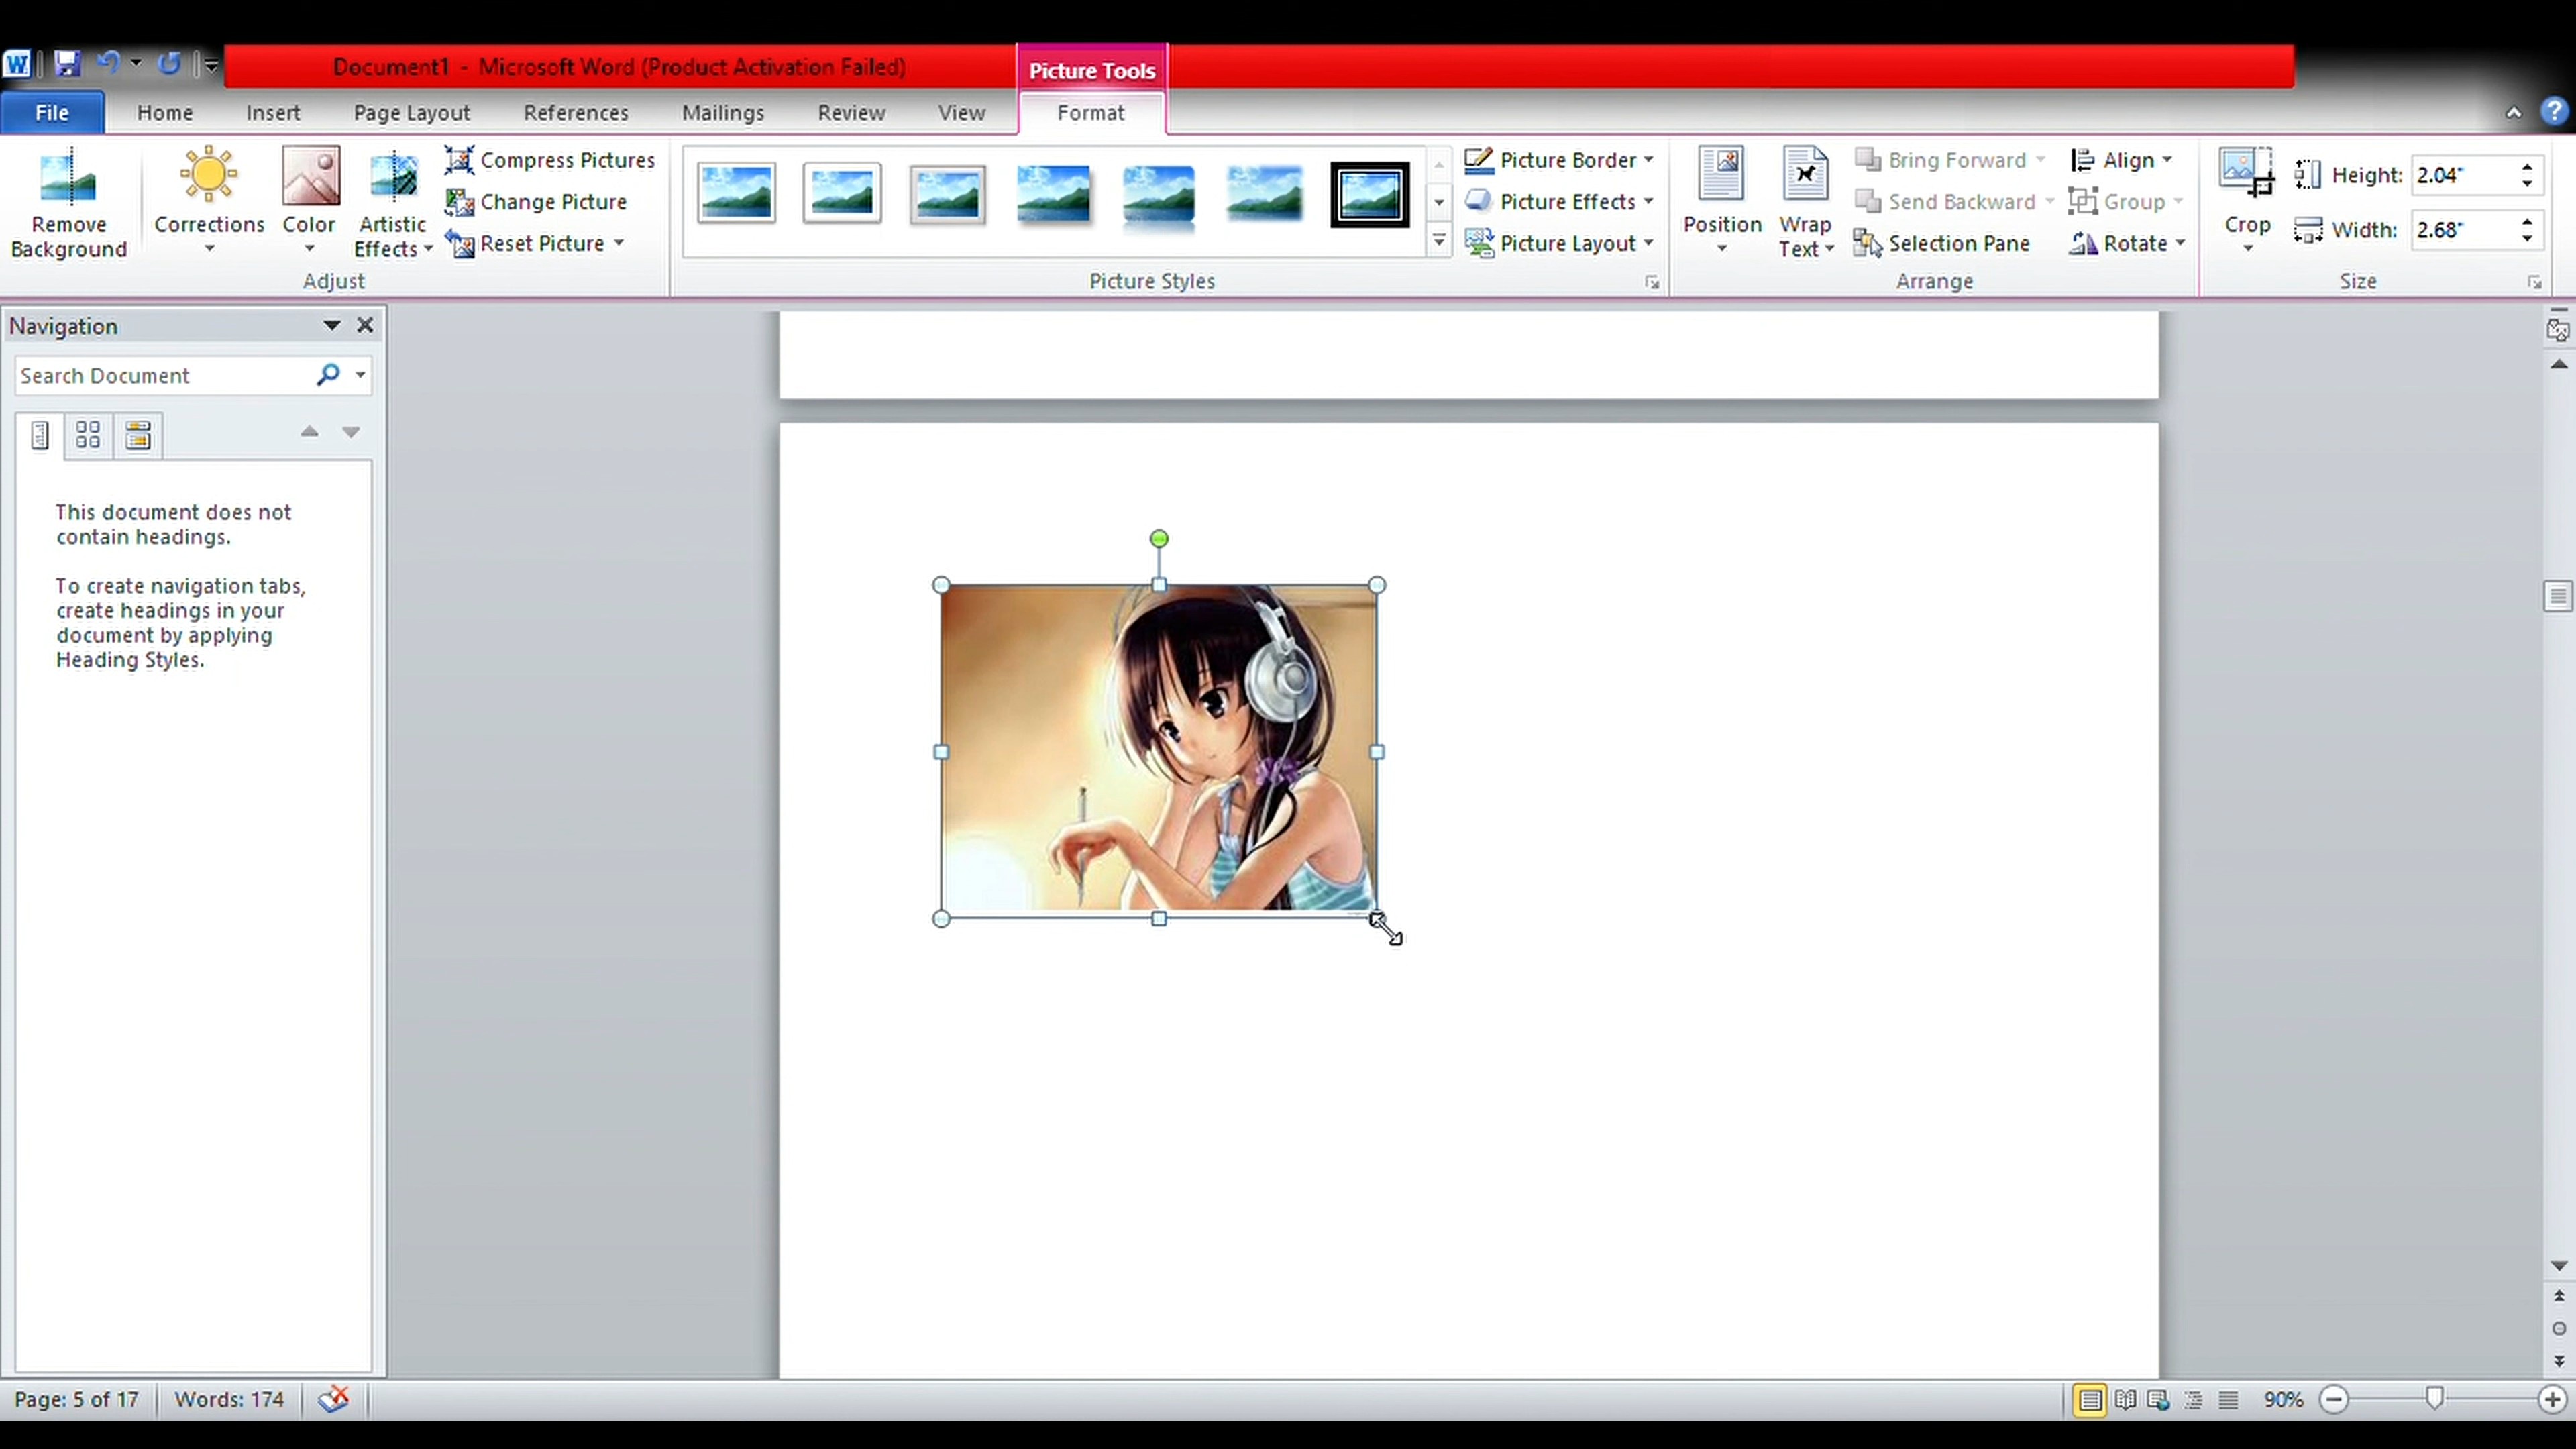 Document1 - Microsoft Word (Product Activation Failed)
Picture Tools
File Home Insert Page Layout References Mailings Review View Format
Remove Background
Corrections
Color
Artistic Effects
Compress Pictures
Change Picture
Reset Picture
Adjust
Picture Styles
Picture Border
Picture Effects
Picture Layout
Position
Wrap Text
Bring Forward
Send Backward
Selection Pane
Align
Group
Rotate
Arrange
Crop
Height: 2.04"
Width: 2.68"
Size
Navigation
Search Document
This document does not
contain headings.
To create navigation tabs,
create headings in your
document by applying
Heading Styles.
Page: 5 of 17 Words: 174 90%